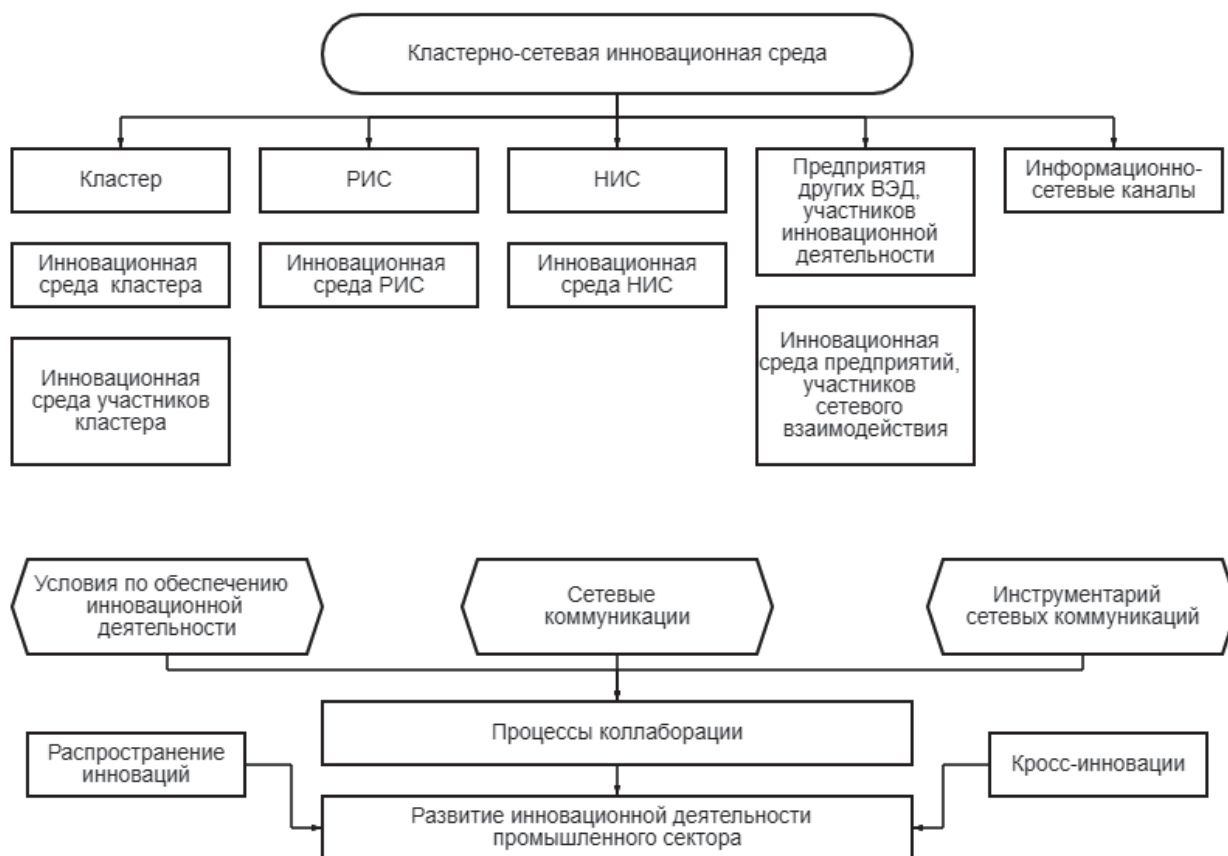 Кластерно-сетевая инновационная среда
Кластер
РИС
НИС
Предприятия
других ВЭД,
участников
инновационной
деятельности
Информационно-
сетевые каналы
Инновационная
среда кластера
Инновационная
среда РИС
Инновационная
среда НИС
Инновационная
среда участников
кластера
Инновационная
среда предприятий,
участников
сетевого
взаимодействия
Условия по обеспечению
инновационной
деятельности
Сетевые
коммуникации
Инструментарий
сетевых коммуникаций
Процессы коллаборации
Распространение
инноваций
Кросс-инновации
Развитие инновационной деятельности
промышленного сектора